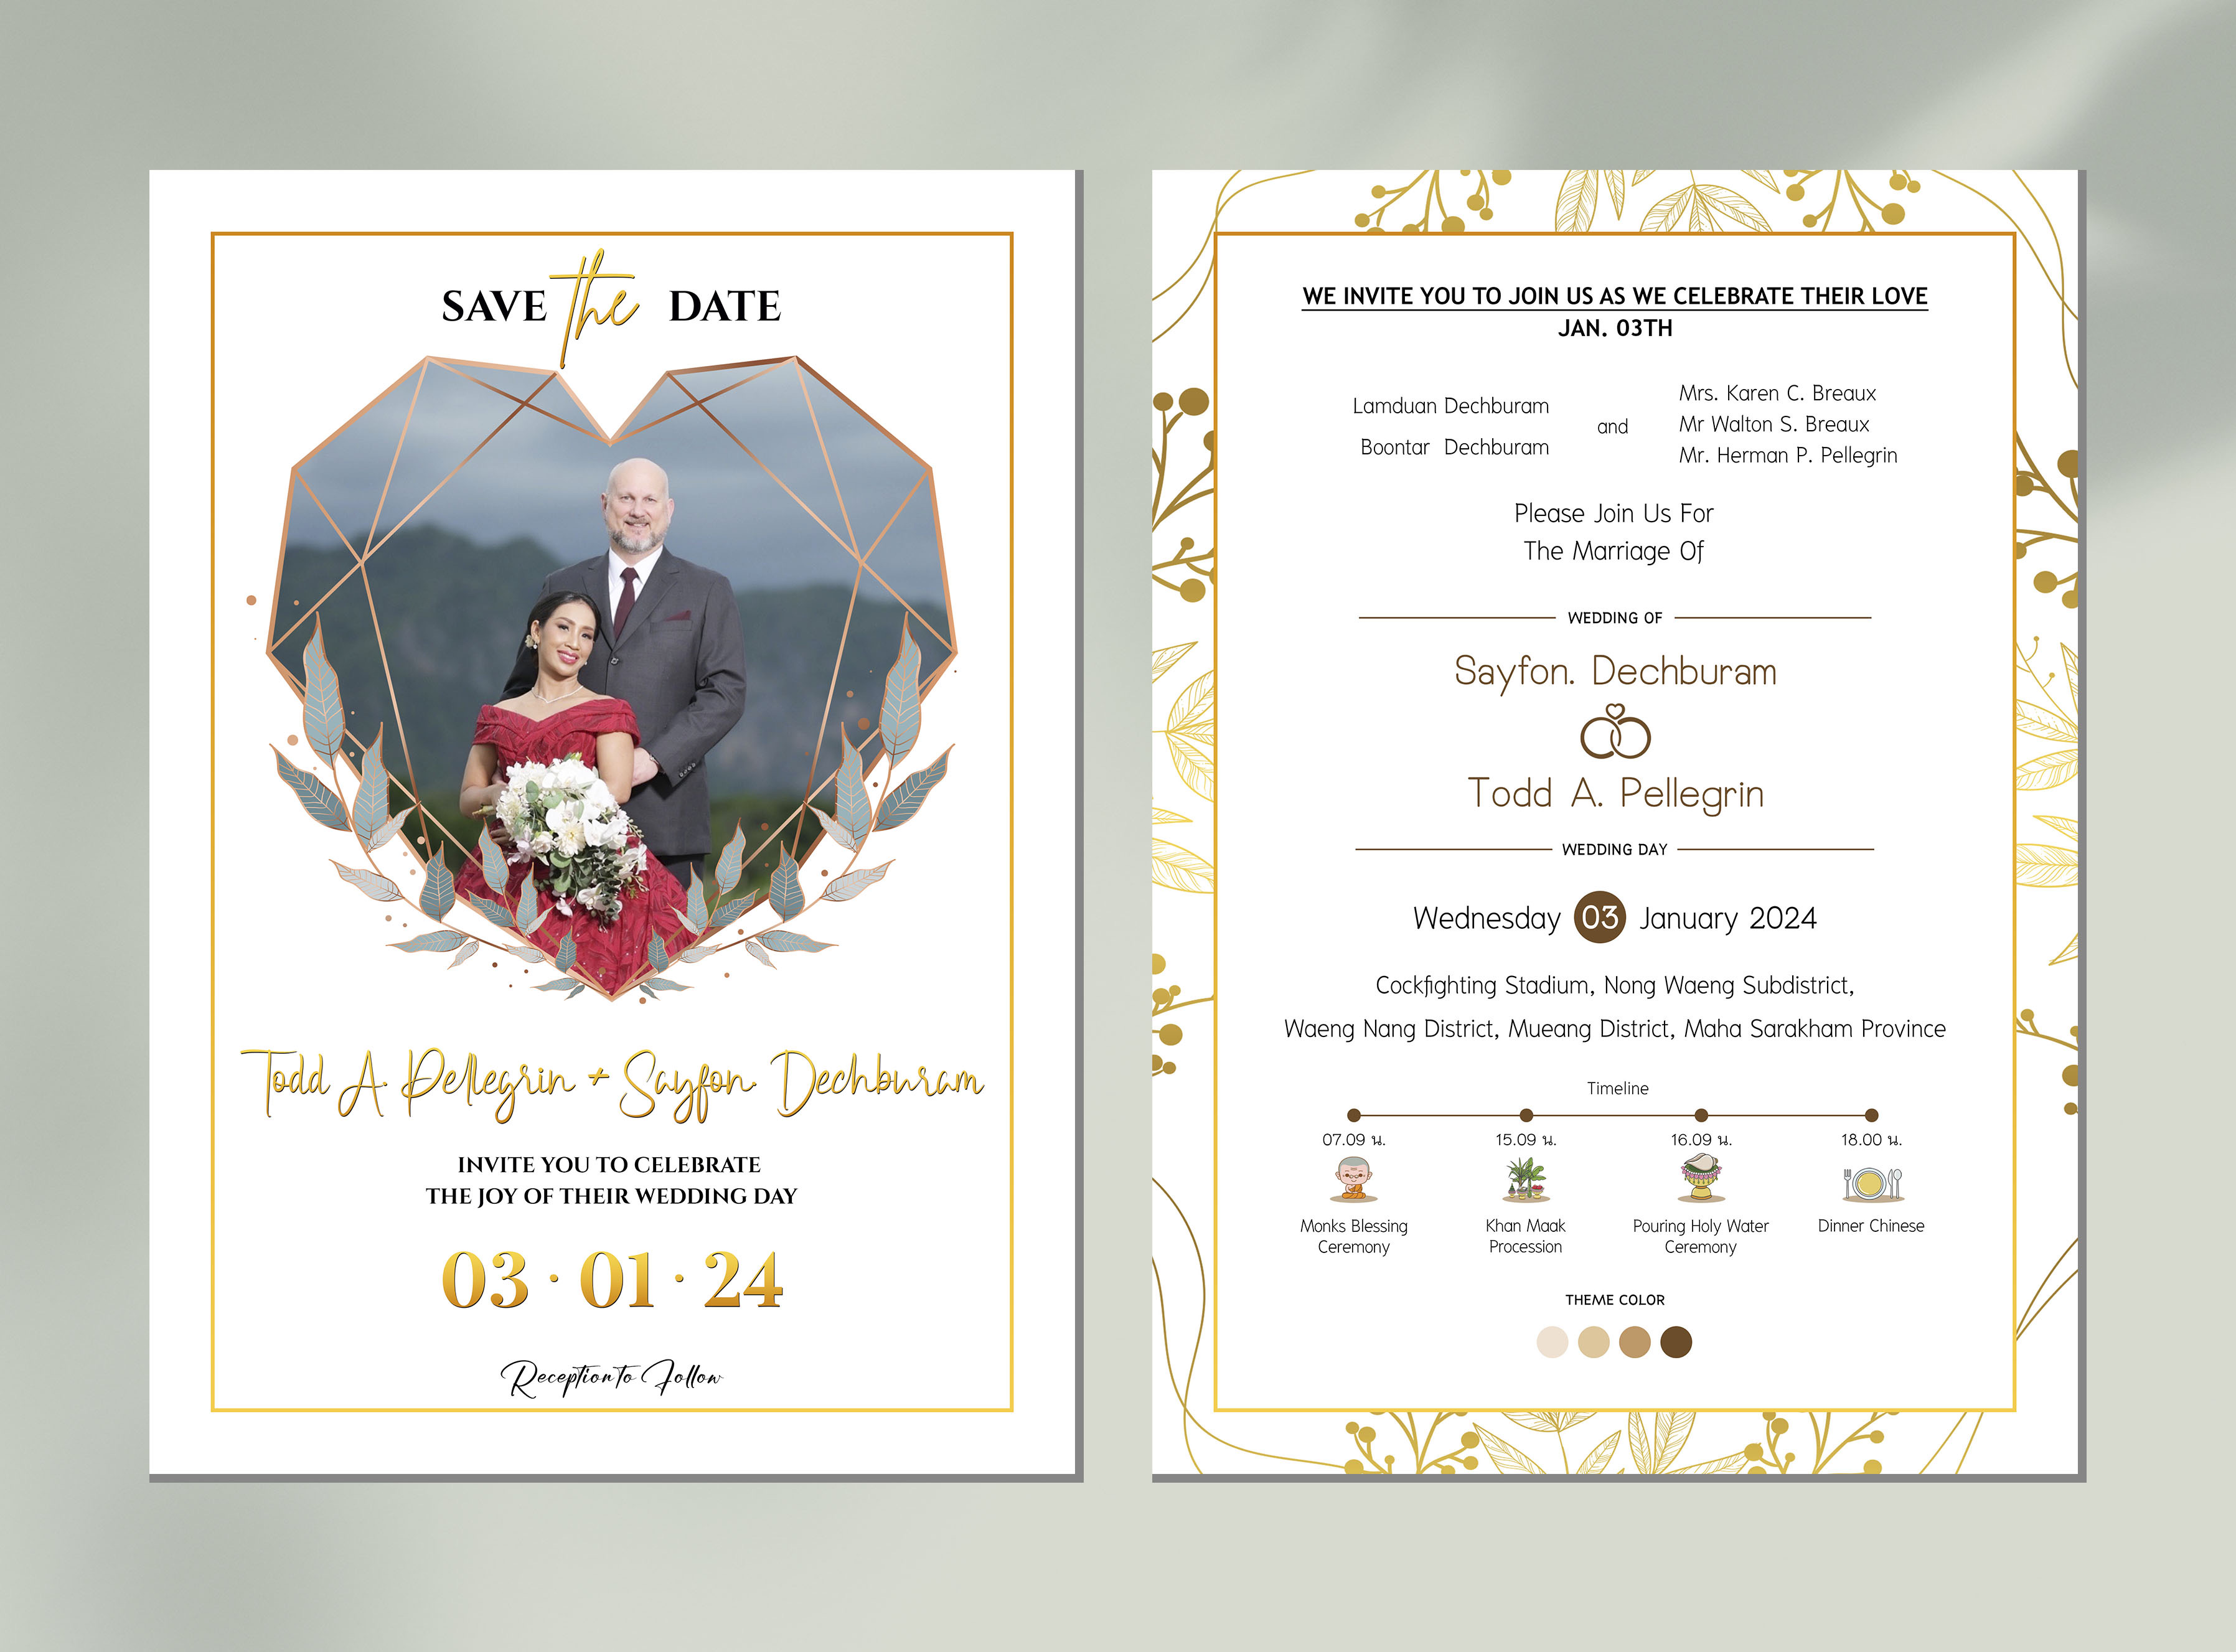 SAVE the DATE
Todd A. Pellegrin + Sayfon. Dechburam
INVITE YOU TO CELEBRATE
THE JOY OF THEIR WEDDING DAY
03 · 01 · 24
Reception to Follow
WE INVITE YOU TO JOIN US AS WE CELEBRATE THEIR LOVE
JAN. 03TH
Lamduan Dechburam
Boontar Dechburam
and
Mrs. Karen C. Breaux
Mr Walton S. Breaux
Mr. Herman P. Pellegrin
Please Join Us For
The Marriage Of
WEDDING OF
Sayfon. Dechburam
Todd A. Pellegrin
WEDDING DAY
Wednesday 03 January 2024
Cockfighting Stadium, Nong Waeng Subdistrict,
Waeng Nang District, Mueang District, Maha Sarakham Province
Timeline
07.09 น. 15.09 น. 16.09 น. 18.00 น.
Monks Blessing Khan Maak Pouring Holy Water Dinner Chinese
Ceremony Procession Ceremony
THEME COLOR